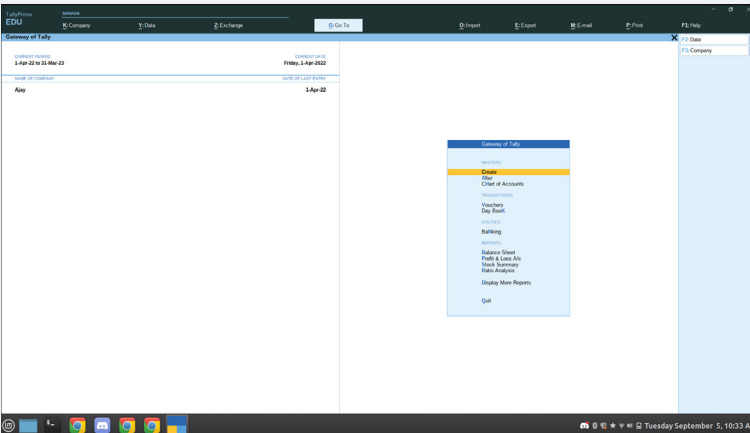 TallyPrime
EDU
MANAGE
K: Company Y: Data Z: Exchange G: Go To O: Import E: Export M: E-mail P: Print F1: Help
Gateway of Tally
F2: Date
F3: Company
CURRENT PERIOD CURRENT DATE
1-Apr-22 to 31-Mar-23 Friday, 1-Apr-2022
NAME OF COMPANY DATE OF LAST ENTRY
Ajay 1-Apr-22
Gateway of Tally
MASTERS
Create
Alter
CHart of Accounts
TRANSACTIONS
Vouchers
Day BooK
UTILITIES
BaNking
REPORTS
Balance Sheet
Profit & Loss A/c
Stock Summary
Ratio Analysis
Display More Reports
Quit
Tuesday September 5, 10:33 A